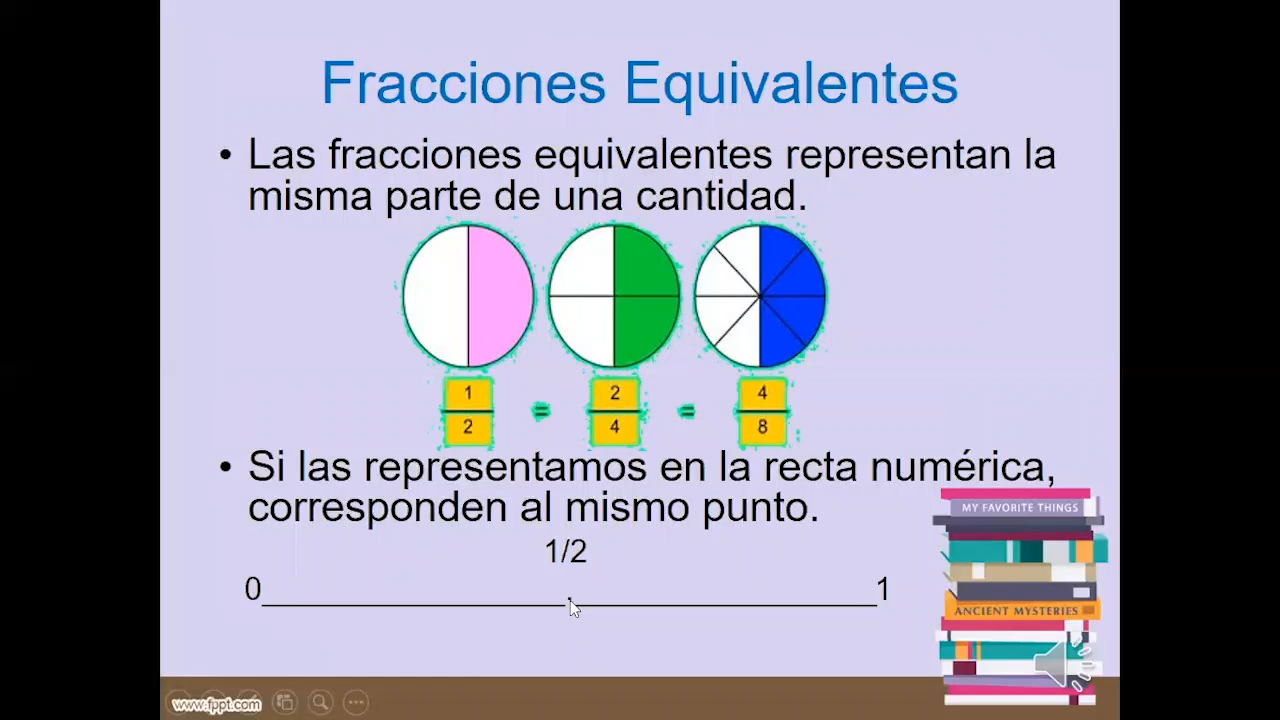 Fracciones Equivalentes
• Las fracciones equivalentes representan la
misma parte de una cantidad.
1 2 4
= =
2 4 8
• Si las representamos en la recta numérica,
corresponden al mismo punto.
MY FAVORITE THINGS
1/2
0__________________.__________________1
ANCIENT MYSTERIES
www.fppt.com